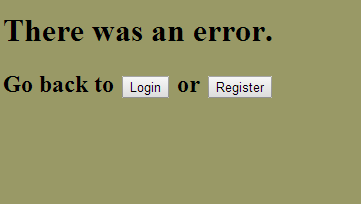 There was an error.
Go back to Login or Register